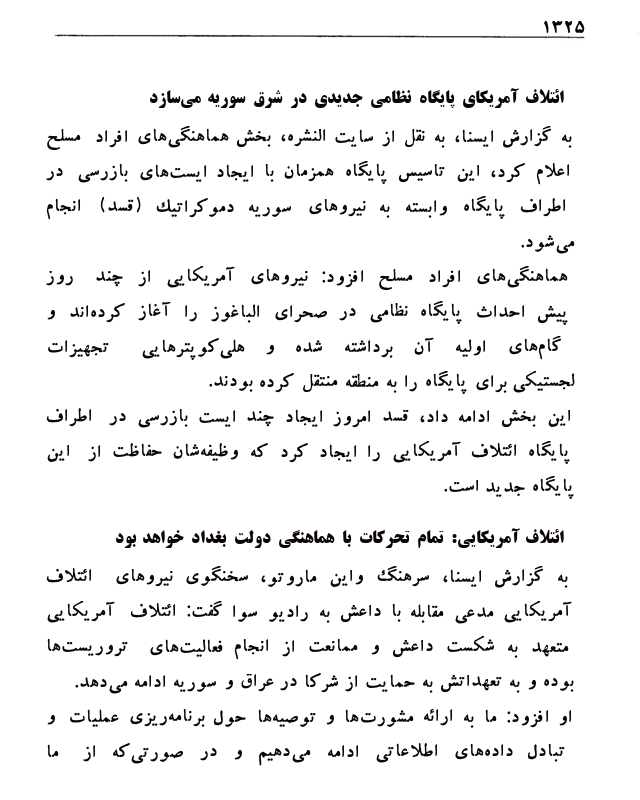 ۱۳۲۵
ائتلاف آمریکای پایگاه نظامی جدیدی در شرق سوریه می‌سازد
به گزارش ایسنا، به نقل از سایت النشره، بخش هماهنگی‌های افراد مسلح
اعلام کرد، این تاسیس پایگاه همزمان با ایجاد ایست‌های بازرسی در
اطراف پایگاه وابسته به نیروهای سوریه دموکراتیك (قسد) انجام
می‌شود.
هماهنگی‌های افراد مسلح افزود: نیروهای آمریکایی از چند روز
پیش احداث پایگاه نظامی در صحرای الباغوز را آغاز کرده‌اند و
گام‌های اولیه آن برداشته شده و هلی‌کوپترهایی تجهیزات
لجستیکی برای پایگاه را به منطقه منتقل کرده بودند.
این بخش ادامه داد، قسد امروز ایجاد چند ایست بازرسی در اطراف
پایگاه ائتلاف آمریکایی را ایجاد کرد که وظیفه‌شان حفاظت از این
پایگاه جدید است.
ائتلاف آمریکایی: تمام تحرکات با هماهنگی دولت بغداد خواهد بود
به گزارش ایسنا، سرهنگ واین ماروتو، سخنگوی نیروهای ائتلاف
آمریکایی مدعی مقابله با داعش به رادیو سوا گفت: ائتلاف آمریکایی
متعهد به شکست داعش و ممانعت از انجام فعالیت‌های تروریست‌ها
بوده و به تعهداتش به حمایت از شرکا در عراق و سوریه ادامه می‌دهد.
او افزود: ما به ارائه مشورت‌ها و توصیه‌ها حول برنامه‌ریزی عملیات و
تبادل داده‌های اطلاعاتی ادامه می‌دهیم و در صورتی‌که از ما